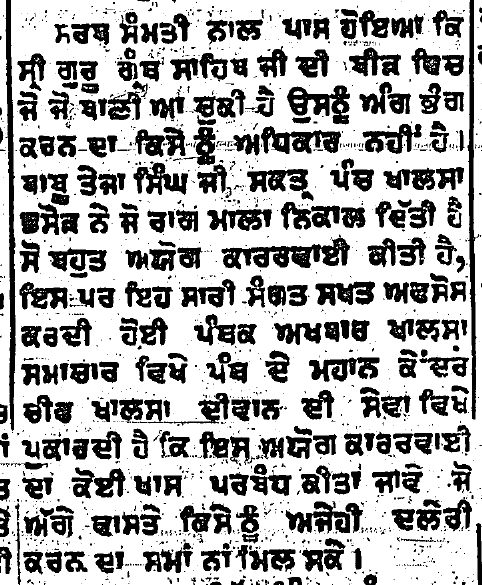 ਸਰਬ ਸੰਮਤੀ ਨਾਲ ਪਾਸ ਹੋਇਆ ਕਿ
ਸ੍ਰੀ ਗੁਰੂ ਗ੍ਰੰਥ ਸਾਹਿਬ ਜੀ ਦੀ ਬੀੜ ਵਿਚ
ਜੋ ਜੋ ਬਾਣੀ ਆ ਚੁਕੀ ਹੈ ਉਸਨੂੰ ਅੰਗ ਭੰਗ
ਕਰਨ ਦਾ ਕਿਸੇ ਨੂੰ ਅਧਿਕਾਰ ਨਹੀਂ ਹੈ।
ਬਾਬੂ ਤੇਜਾ ਸਿੰਘ ਜੀ ਸਕਤ੍ਰ ਪੰਚ ਖਾਲਸਾ
ਭਸੌੜ ਨੇ ਜੋ ਰਾਗ ਮਾਲਾ ਨਿਕਾਲ ਦਿੱਤੀ ਹੈ
ਸੋ ਬਹੁਤ ਅਯੋਗ ਕਾਰਰਵਾਈ ਕੀਤੀ ਹੈ,
ਇਸ ਪਰ ਇਹ ਸਾਰੀ ਸੰਗਤ ਸਖਤ ਅਫਸੋਸ
ਕਰਦੀ ਹੋਈ ਪੰਥਕ ਅਖਬਾਰ ਖਾਲਸਾ
ਸਮਾਚਾਰ ਵਿਖੇ ਪੰਥ ਦੇ ਮਹਾਨ ਕੇਂਦਰ
ਚੀਫ ਖਾਲਸਾ ਦੀਵਾਨ ਦੀ ਸੇਵਾ ਵਿਖੇ
ਪੁਕਾਰਦੀ ਹੈ ਕਿ ਇਸ ਅਯੋਗ ਕਾਰਰਵਾਈ
ਦਾ ਕੋਈ ਖਾਸ ਪਰਬੰਧ ਕੀਤਾ ਜਾਵੇ ਜੋ
ਅੱਗੇ ਵਾਸਤੇ ਕਿਸੇ ਨੂੰ ਅਜੇਹੀ ਦਲੇਰੀ
ਕਰਨ ਦਾ ਸਮਾਂ ਨਾਂ ਮਿਲ ਸਕੇ।